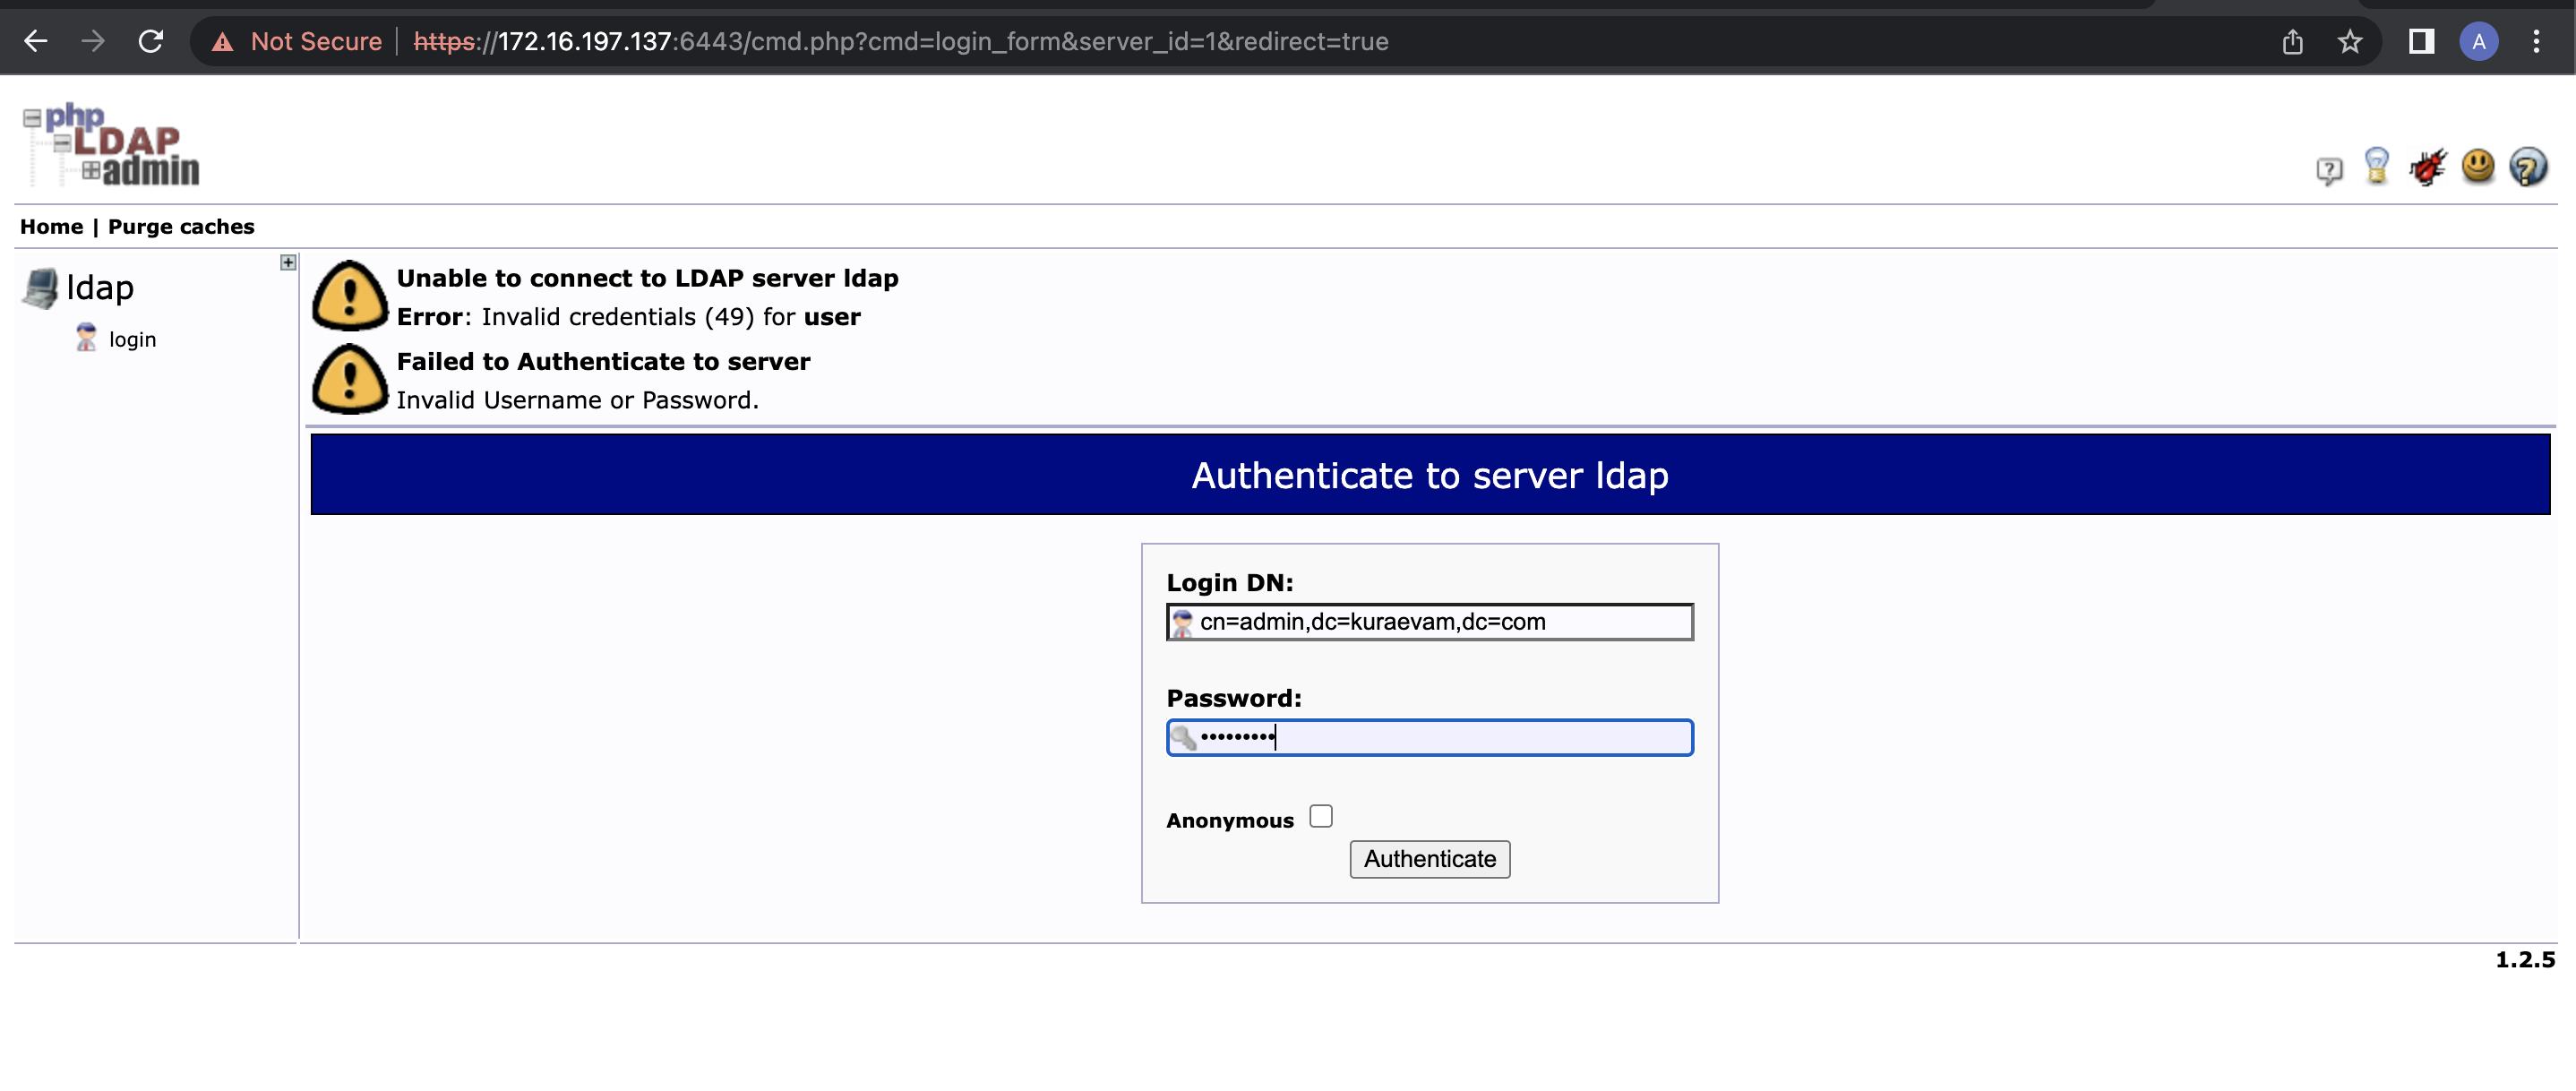 Not Secure | https://172.16.197.137:6443/cmd.php?cmd=login_form&server_id=1&redirect=true
A
php
LDAP
admin
Home | Purge caches
ldap
login
Unable to connect to LDAP server ldap
Error: Invalid credentials (49) for user
Failed to Authenticate to server
Invalid Username or Password.
Authenticate to server ldap
Login DN:
cn=admin,dc=kuraevam,dc=com
Password:
•••••••••
Anonymous
Authenticate
1.2.5